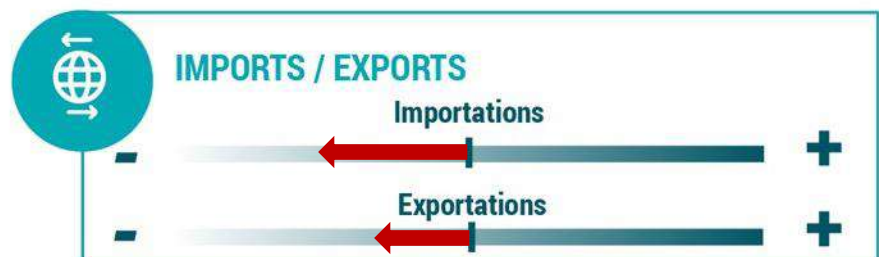 IMPORTS / EXPORTS
Importations
- +
Exportations
- +